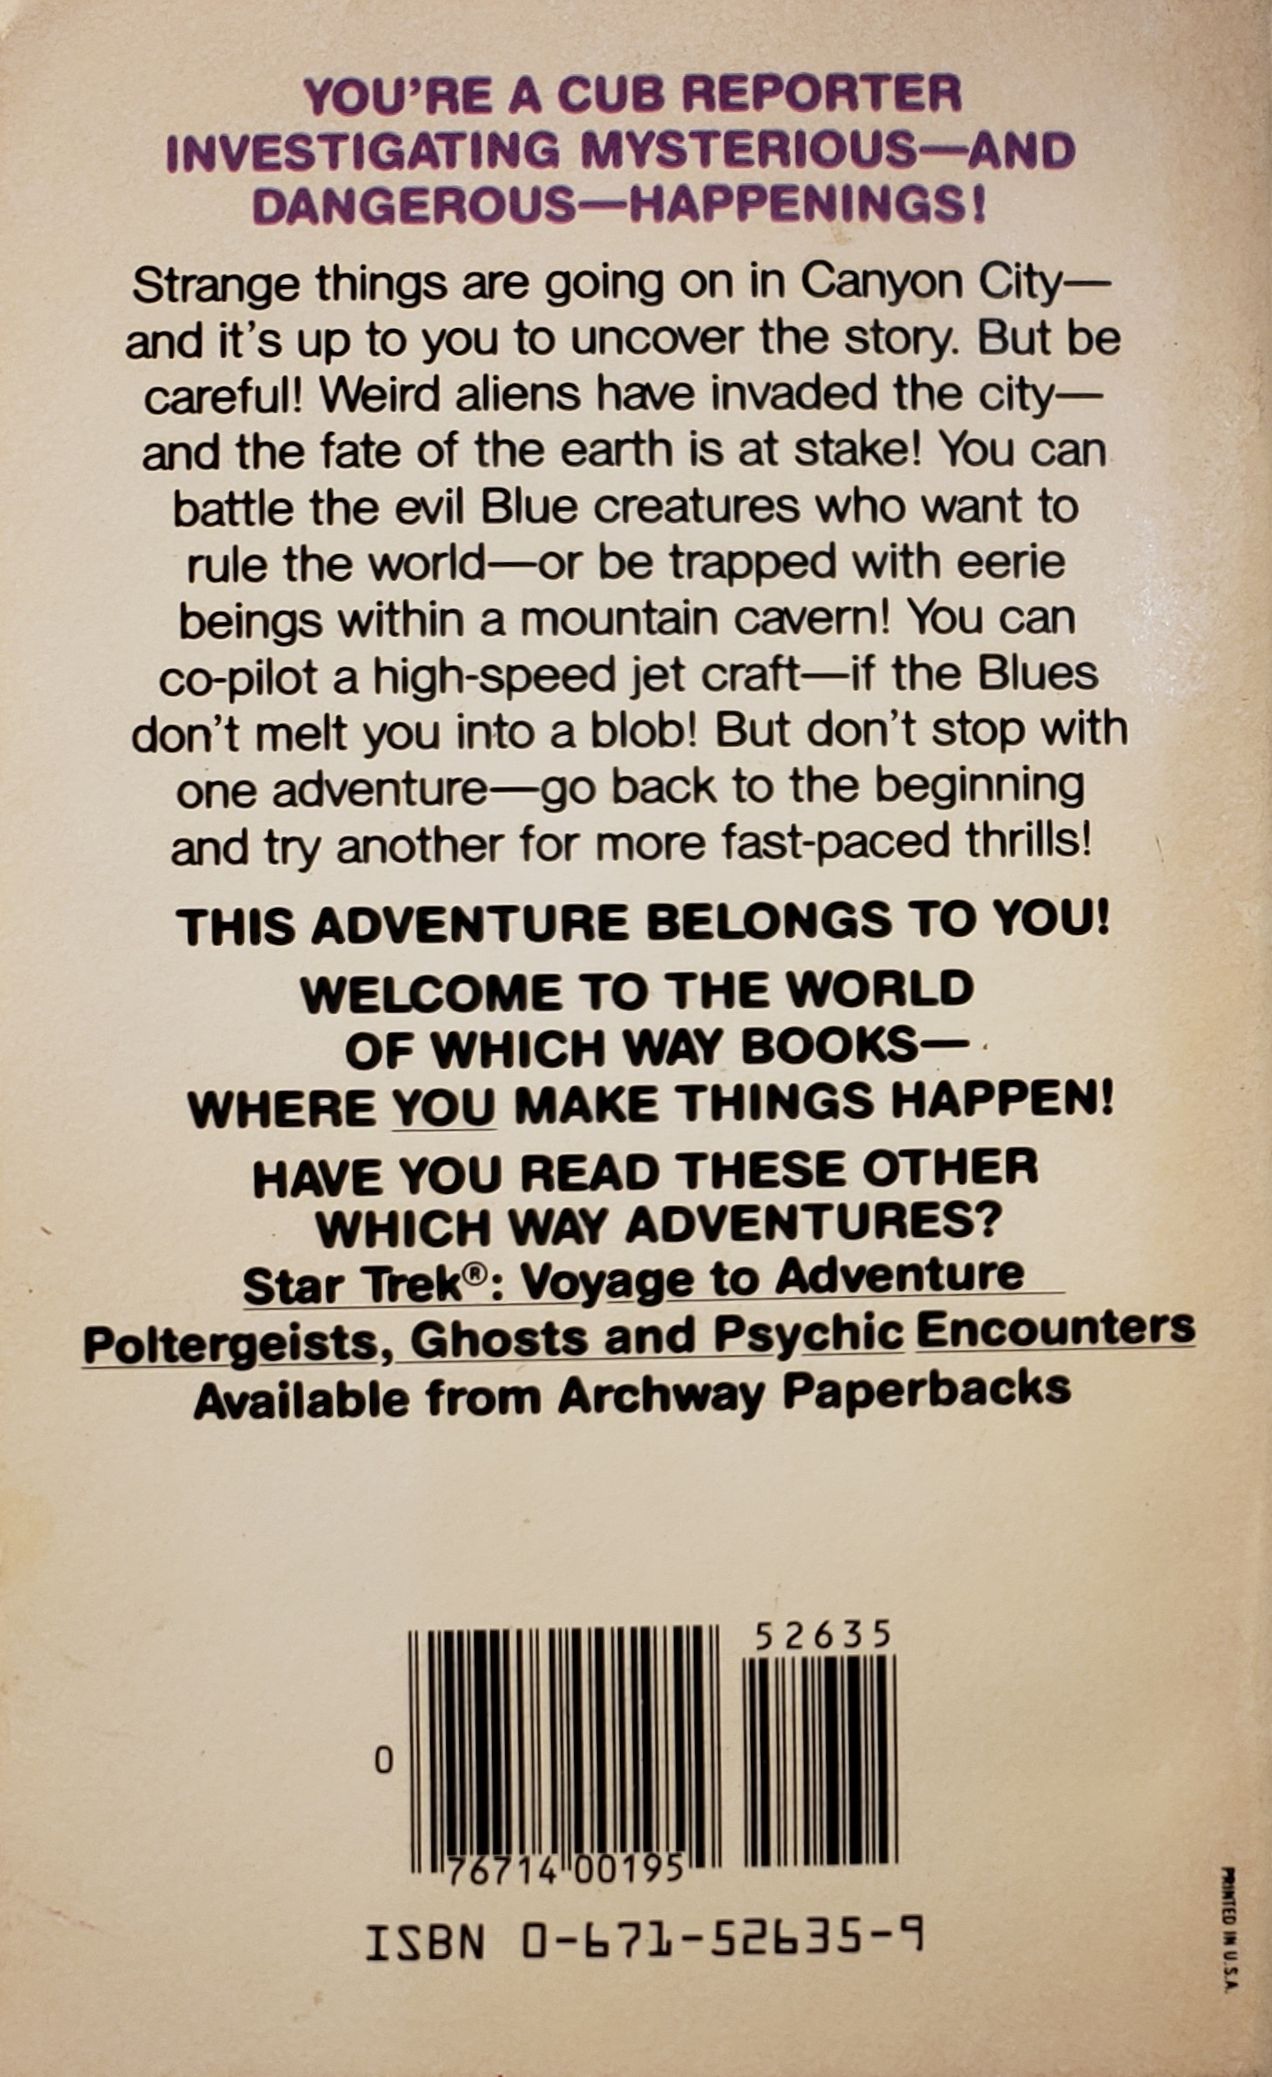 YOU'RE A CUB REPORTER
INVESTIGATING MYSTERIOUS—AND
DANGEROUS—HAPPENINGS!
Strange things are going on in Canyon City—
and it's up to you to uncover the story. But be
careful! Weird aliens have invaded the city—
and the fate of the earth is at stake! You can
battle the evil Blue creatures who want to
rule the world—or be trapped with eerie
beings within a mountain cavern! You can
co-pilot a high-speed jet craft—if the Blues
don't melt you into a blob! But don't stop with
one adventure—go back to the beginning
and try another for more fast-paced thrills!
THIS ADVENTURE BELONGS TO YOU!
WELCOME TO THE WORLD
OF WHICH WAY BOOKS—
WHERE YOU MAKE THINGS HAPPEN!
HAVE YOU READ THESE OTHER
WHICH WAY ADVENTURES?
Star Trek®: Voyage to Adventure
Poltergeists, Ghosts and Psychic Encounters
Available from Archway Paperbacks
52635
0
76714 00195
ISBN 0-671-52635-9
PRINTED IN U.S.A.